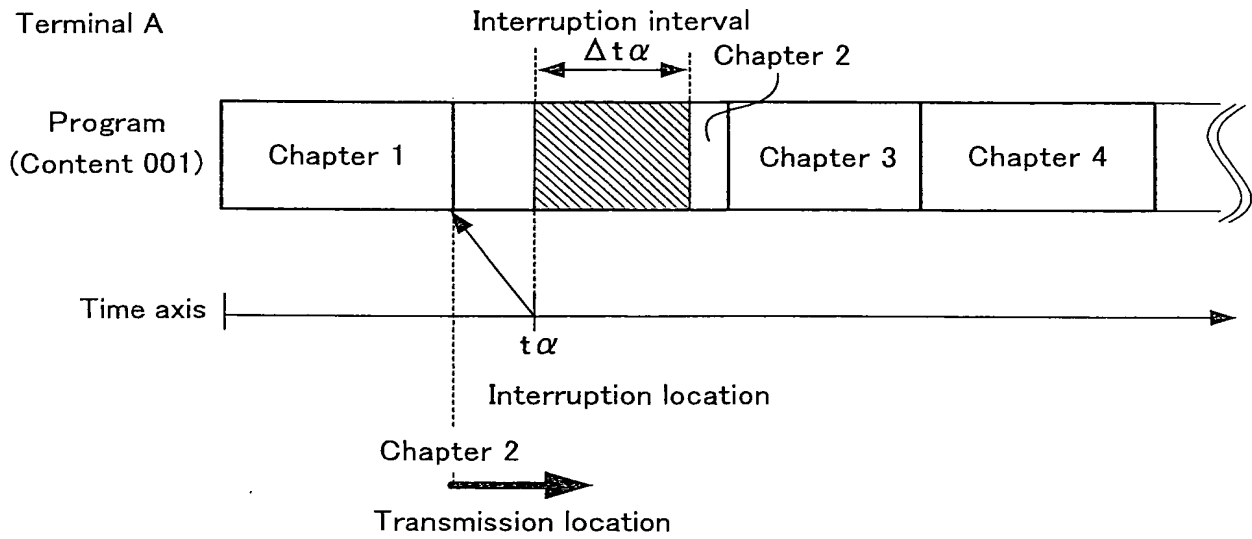 Terminal A
Interruption interval
Δtα
Chapter 2
Program
(Content 001)
Chapter 1
Chapter 3
Chapter 4
Time axis
tα
Interruption location
Chapter 2
Transmission location